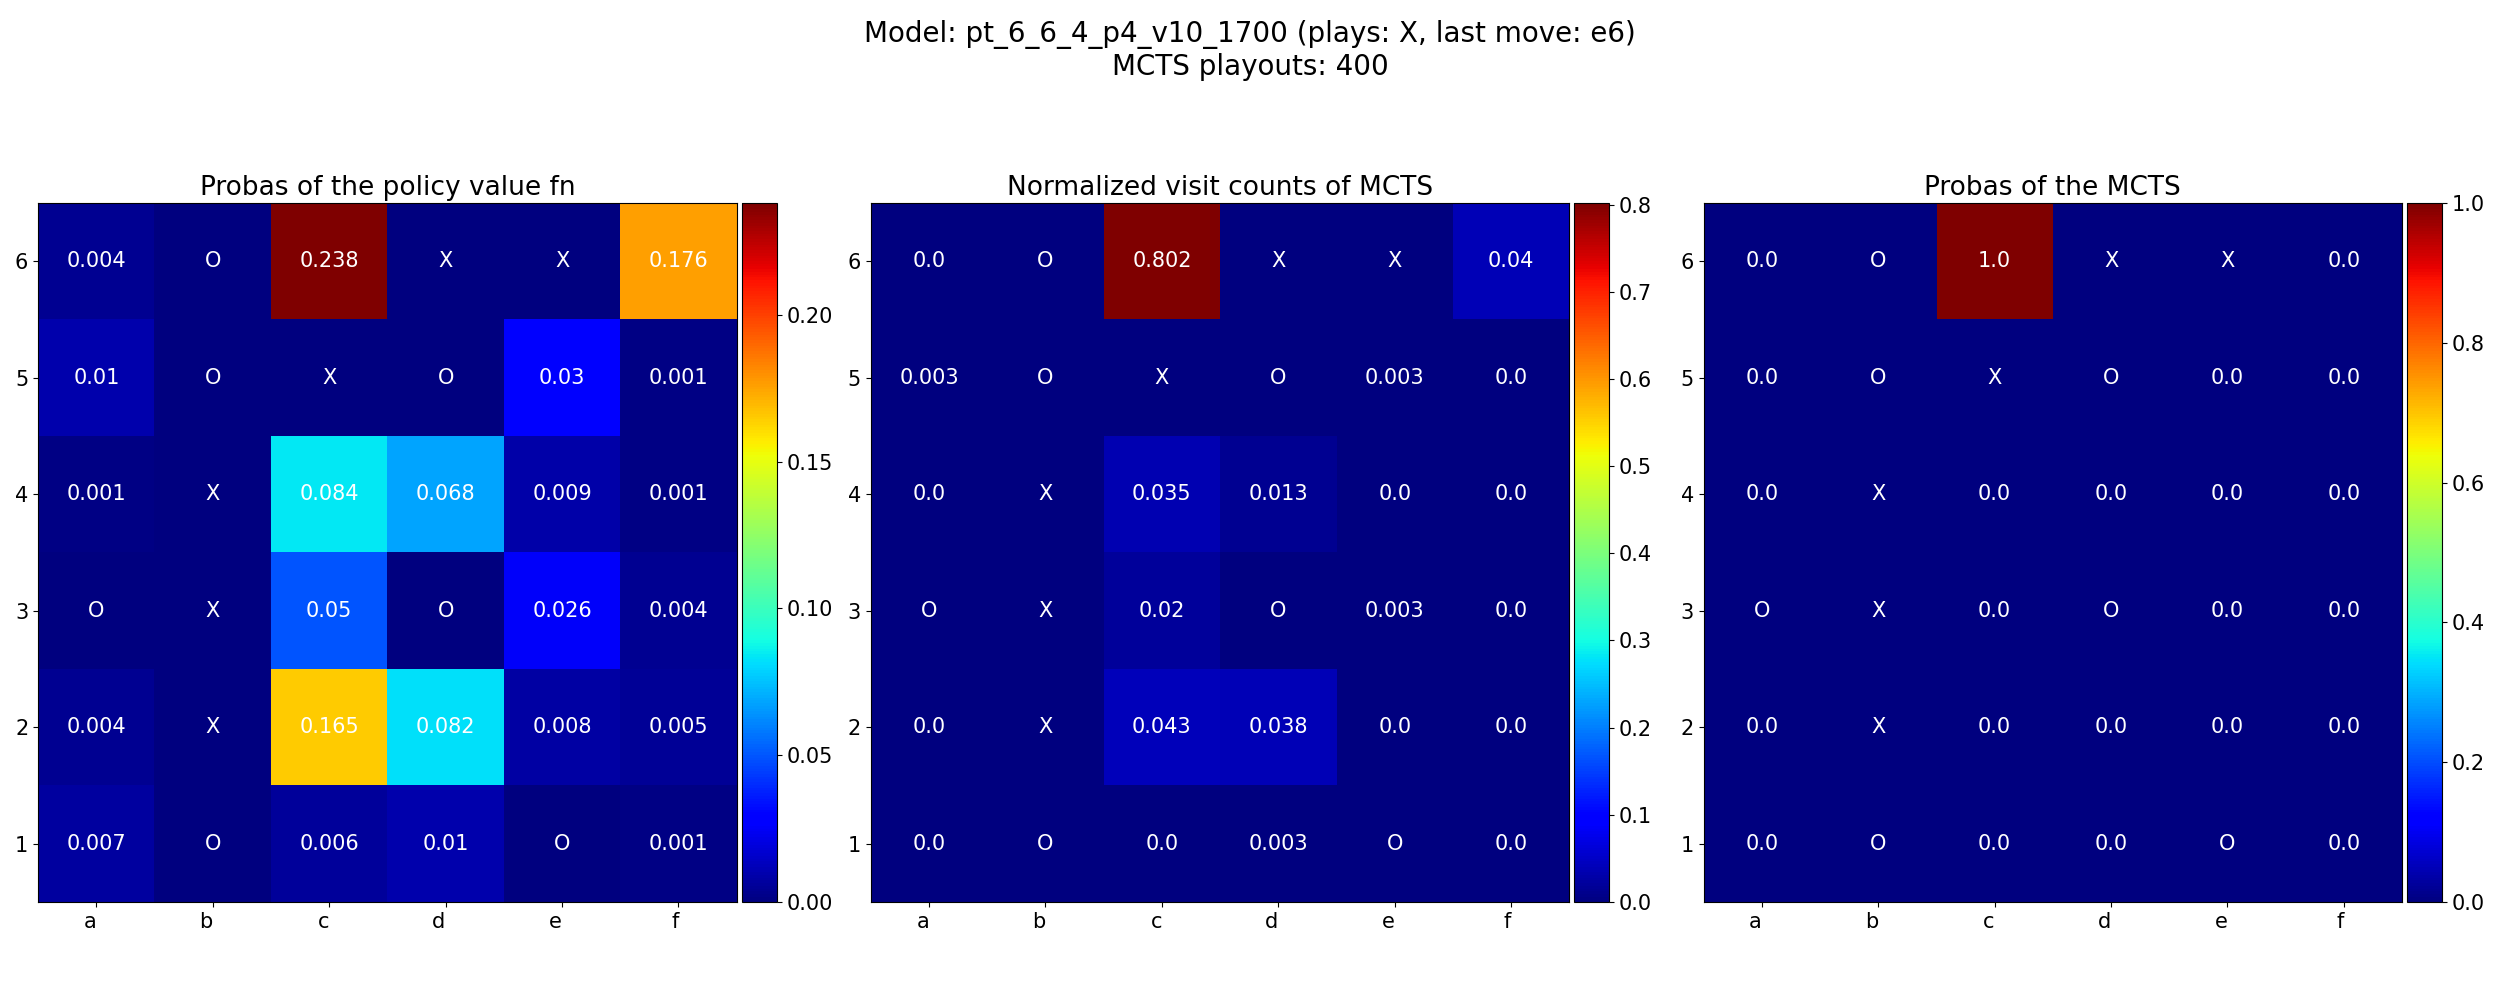 Model: pt_6_6_4_p4_v10_1700 (plays: X, last move: e6)
MCTS playouts: 400
Probas of the policy value fn
6 0.004 O 0.238 X X 0.176
5 0.01 O X O 0.03 0.001
4 0.001 X 0.084 0.068 0.009 0.001
3 O X 0.05 O 0.026 0.004
2 0.004 X 0.165 0.082 0.008 0.005
1 0.007 O 0.006 0.01 O 0.001
a b c d e f
0.20
0.15
0.10
0.05
0.00
Normalized visit counts of MCTS
6 0.0 O 0.802 X X 0.04
5 0.003 O X O 0.003 0.0
4 0.0 X 0.035 0.013 0.0 0.0
3 O X 0.02 O 0.003 0.0
2 0.0 X 0.043 0.038 0.0 0.0
1 0.0 O 0.0 0.003 O 0.0
a b c d e f
0.8
0.7
0.6
0.5
0.4
0.3
0.2
0.1
0.0
Probas of the MCTS
6 0.0 O 1.0 X X 0.0
5 0.0 O X O 0.0 0.0
4 0.0 X 0.0 0.0 0.0 0.0
3 O X 0.0 O 0.0 0.0
2 0.0 X 0.0 0.0 0.0 0.0
1 0.0 O 0.0 0.0 O 0.0
a b c d e f
1.0
0.8
0.6
0.4
0.2
0.0